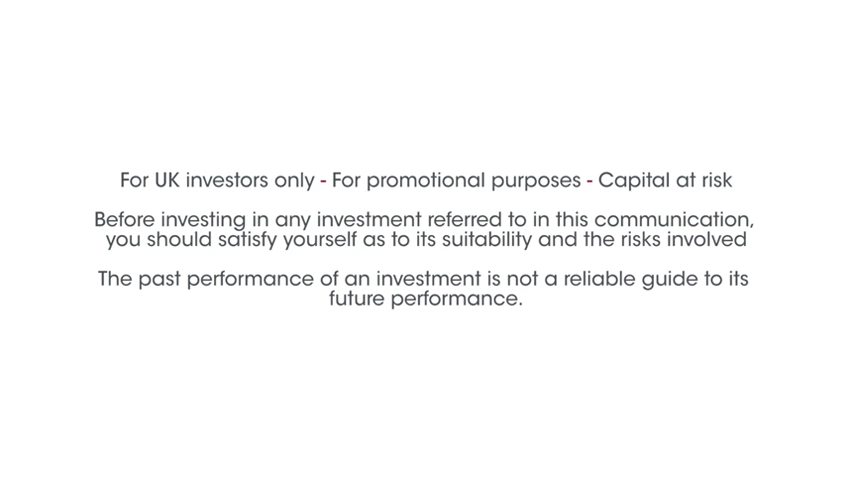 For UK investors only - For promotional purposes - Capital at risk
Before investing in any investment referred to in this communication,
you should satisfy yourself as to its suitability and the risks involved
The past performance of an investment is not a reliable guide to its
future performance.